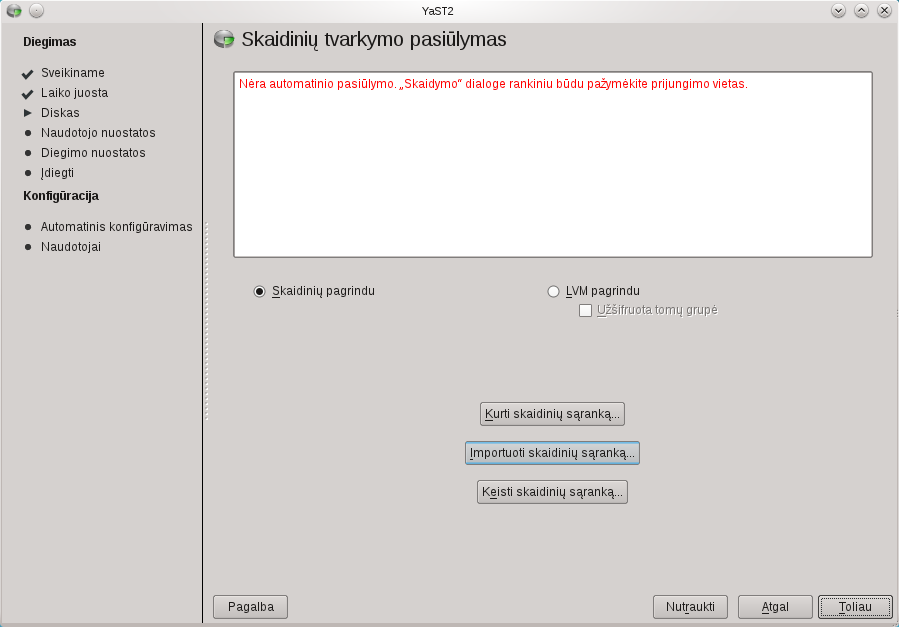 YaST2
Diegimas
Sveikiname
Laiko juosta
Diskas
Naudotojo nuostatos
Diegimo nuostatos
Įdiegti
Konfigūracija
Automatinis konfigūravimas
Naudotojai
Skaidinių tvarkymo pasiūlymas
Nėra automatinio pasiūlymo. „Skaidymo“ dialoge rankiniu būdu pažymėkite prijungimo vietas.
Skaidinių pagrindu
LVM pagrindu
Užšifruota tomų grupė
Kurti skaidinių sąranką...
Importuoti skaidinių sąranką...
Keisti skaidinių sąranką...
Pagalba
Nutraukti
Atgal
Toliau